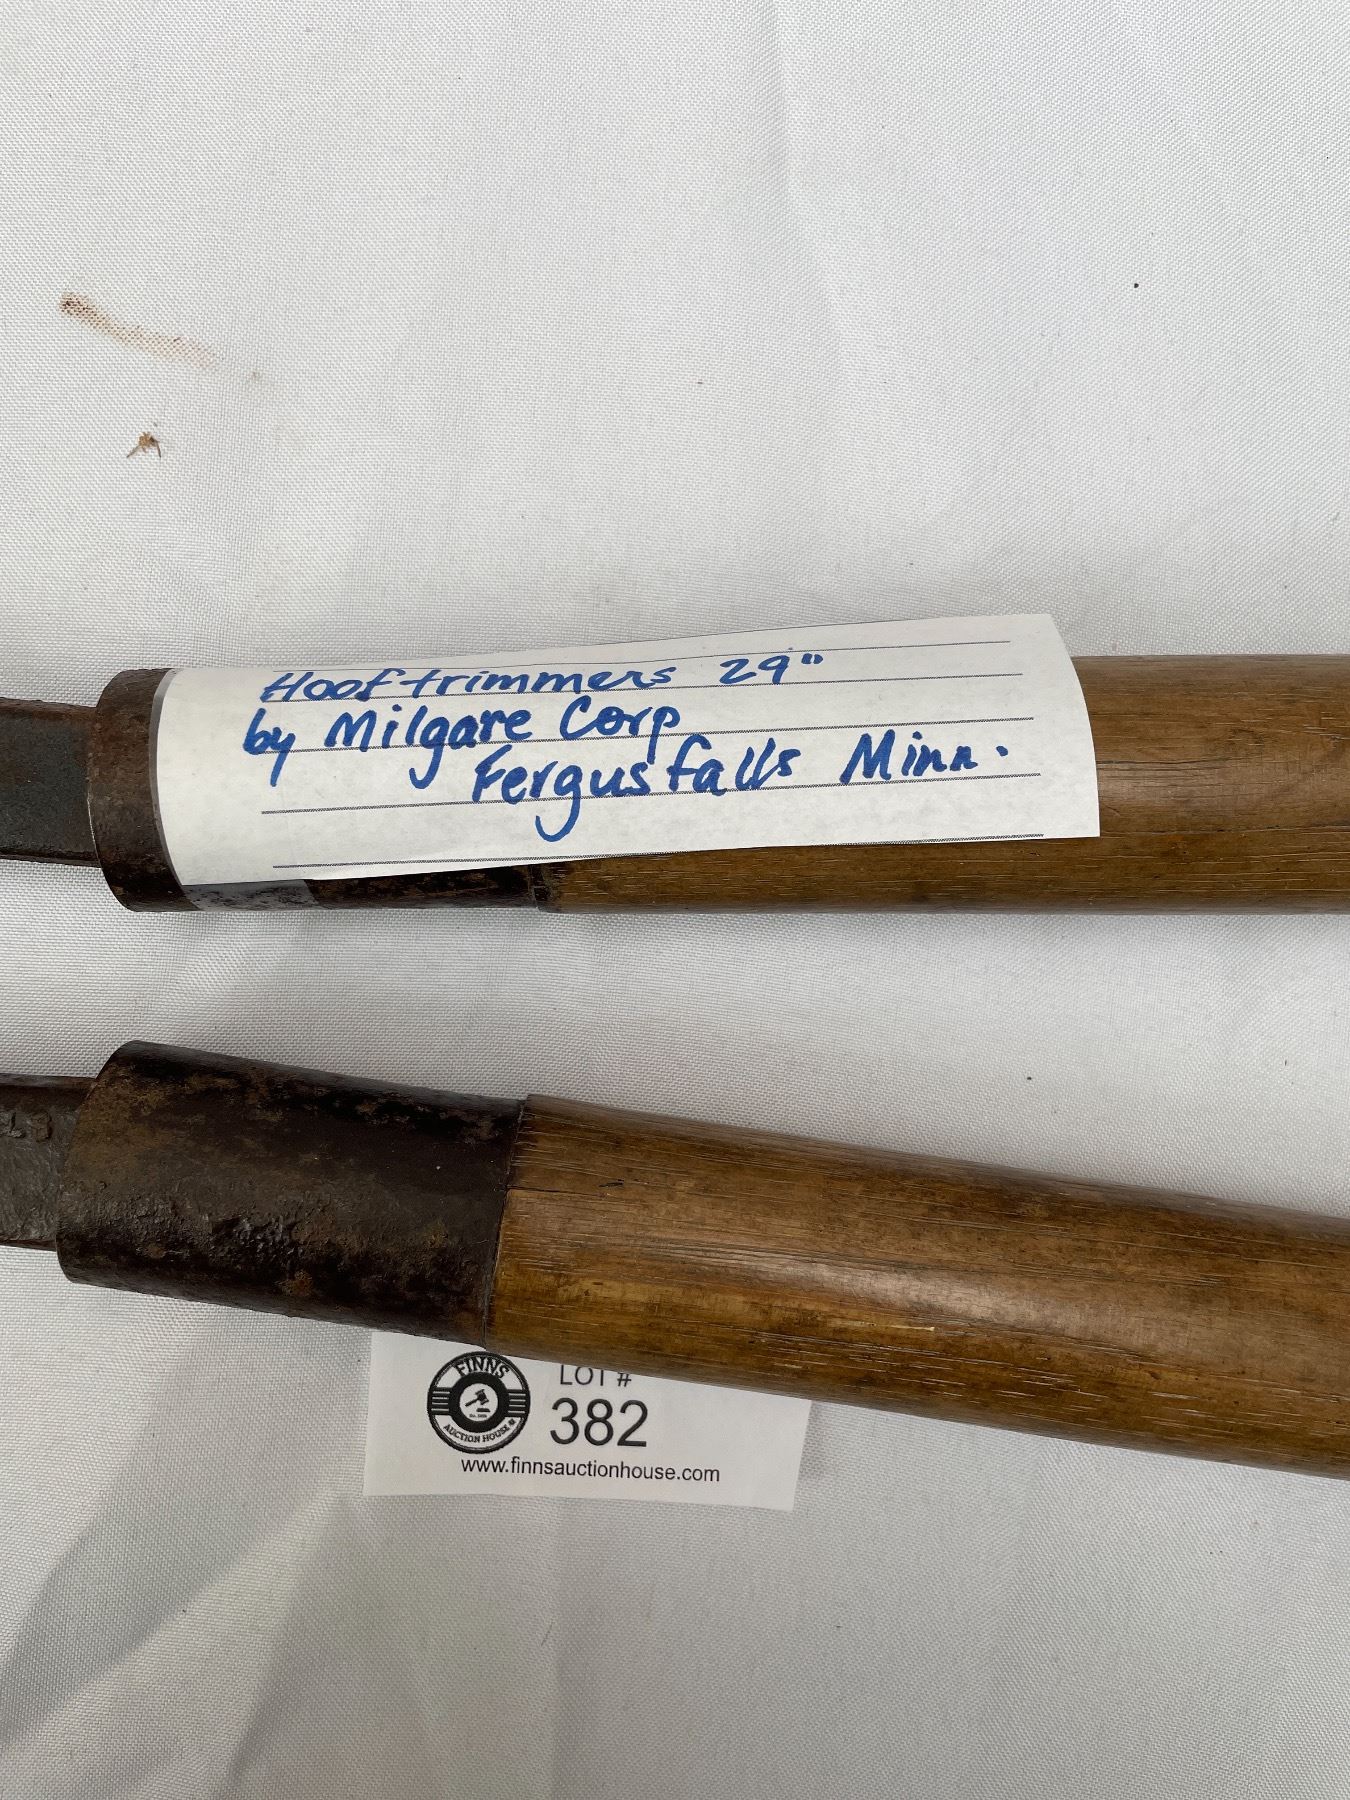 Hoof trimmers 29"
by Milgare Corp
Fergus falls Minn.
FINNS
AUCTION HOUSE
LOT #
382
www.finnsauctionhouse.com